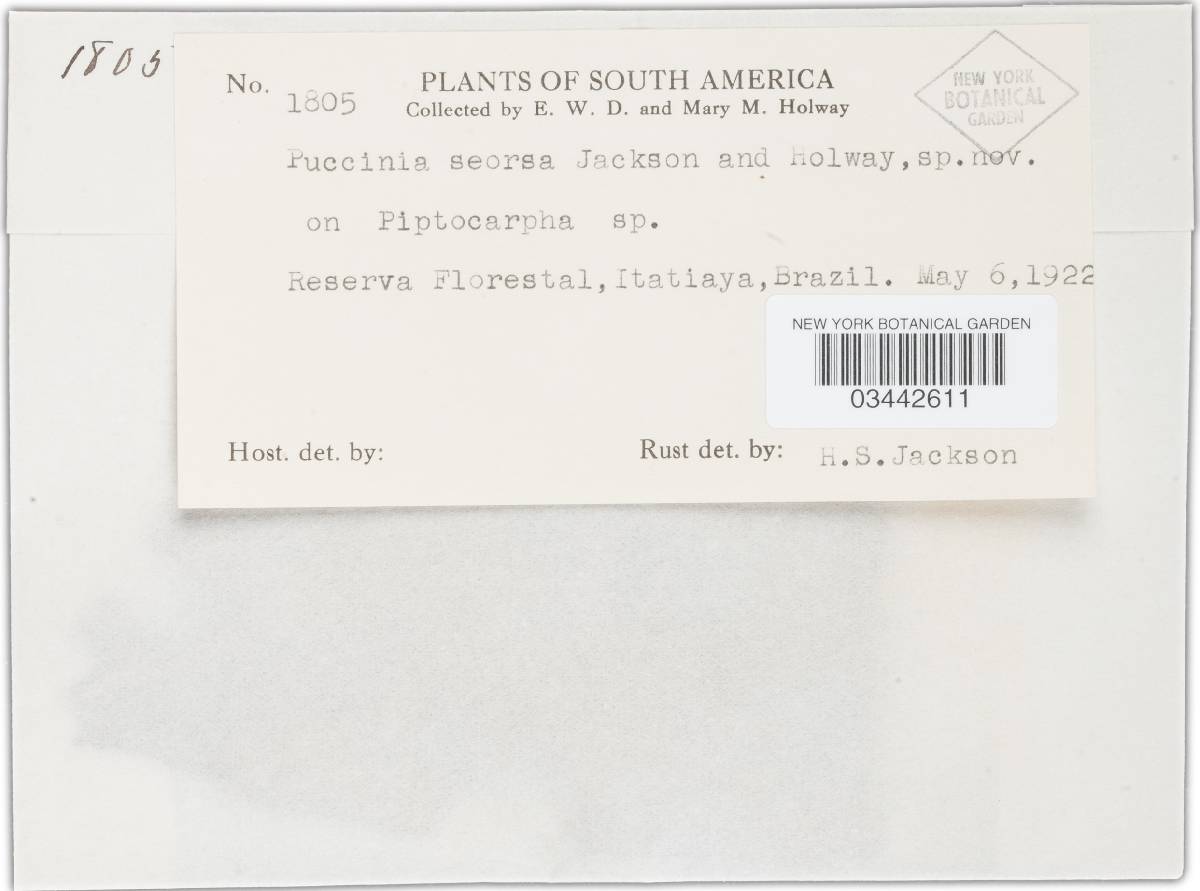 1805
No. 1805
PLANTS OF SOUTH AMERICA
Collected by E. W. D. and Mary M. Holway
NEW YORK
BOTANICAL
GARDEN
Puccinia seorsa Jackson and Holway,sp.nov.
on Piptocarpha sp.
Reserva Florestal,Itatiaya,Brazil. May 6,1922
NEW YORK BOTANICAL GARDEN
03442611
Host. det. by:
Rust det. by: H.S.Jackson